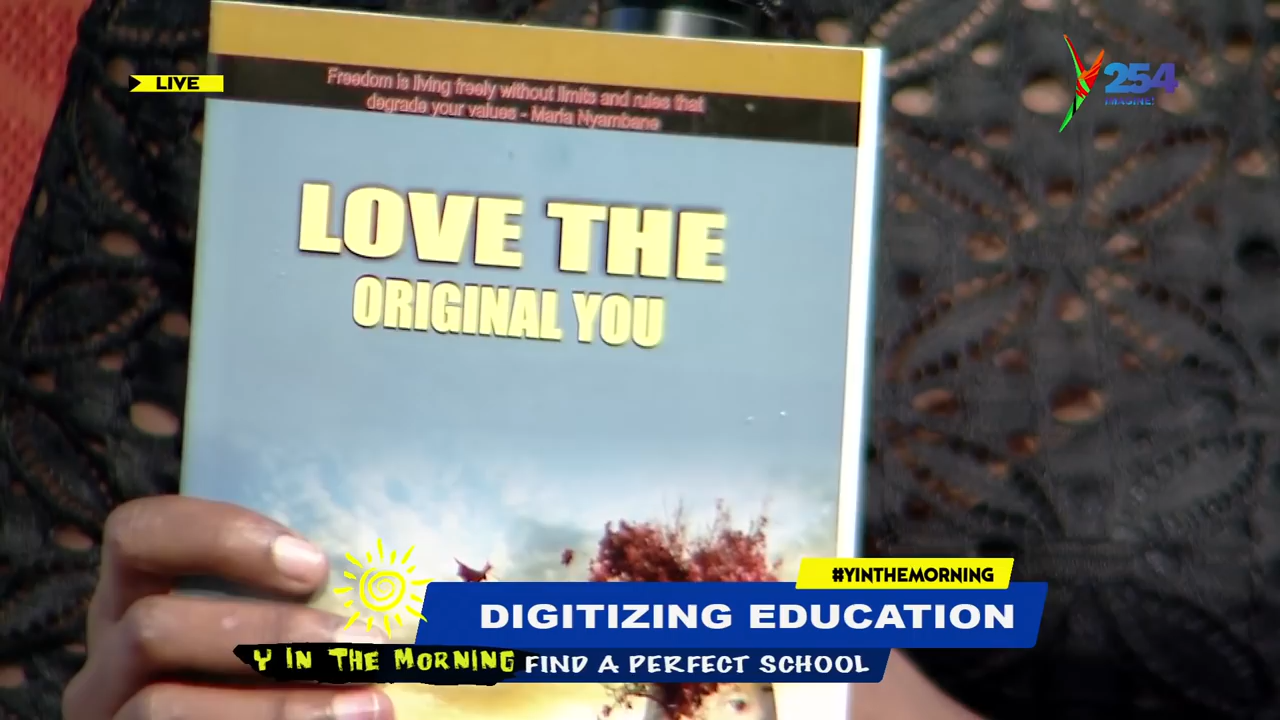 LIVE
Y254
Freedom is living freely without limits and rules that
degrade your values - Maria Nyambane
LOVE THE
ORIGINAL YOU
#YINTHEMORNING
DIGITIZING EDUCATION
Y IN THE MORNING
FIND A PERFECT SCHOOL